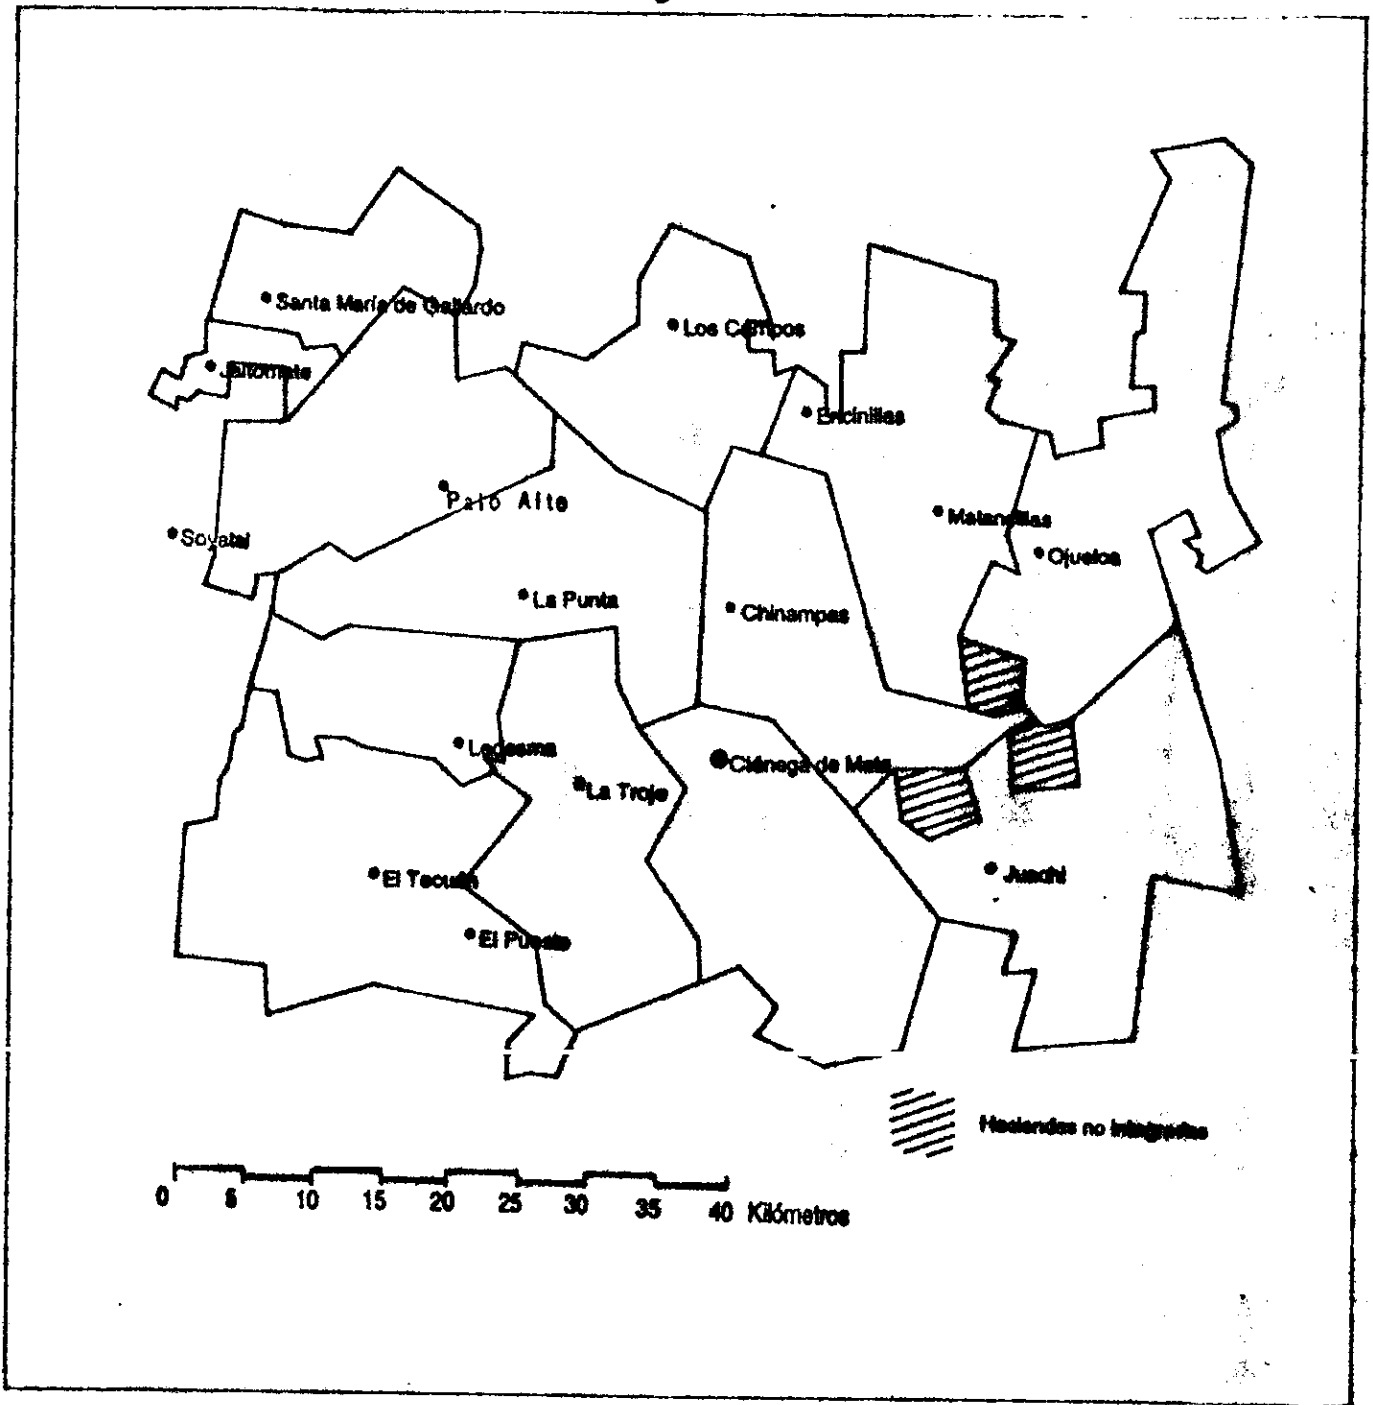 Santa María de Gallardo
Los Campos
Jaltomate
Encinillas
Palo Alto
Matancillas
Soyatal
Ojuelos
La Punta
Chinampas
Ledesma
Ciénega de Mata
La Troje
El Tecuán
Juachi
El Puesto
Haciendas no integradas
0 5 10 15 20 25 30 35 40 Kilómetros